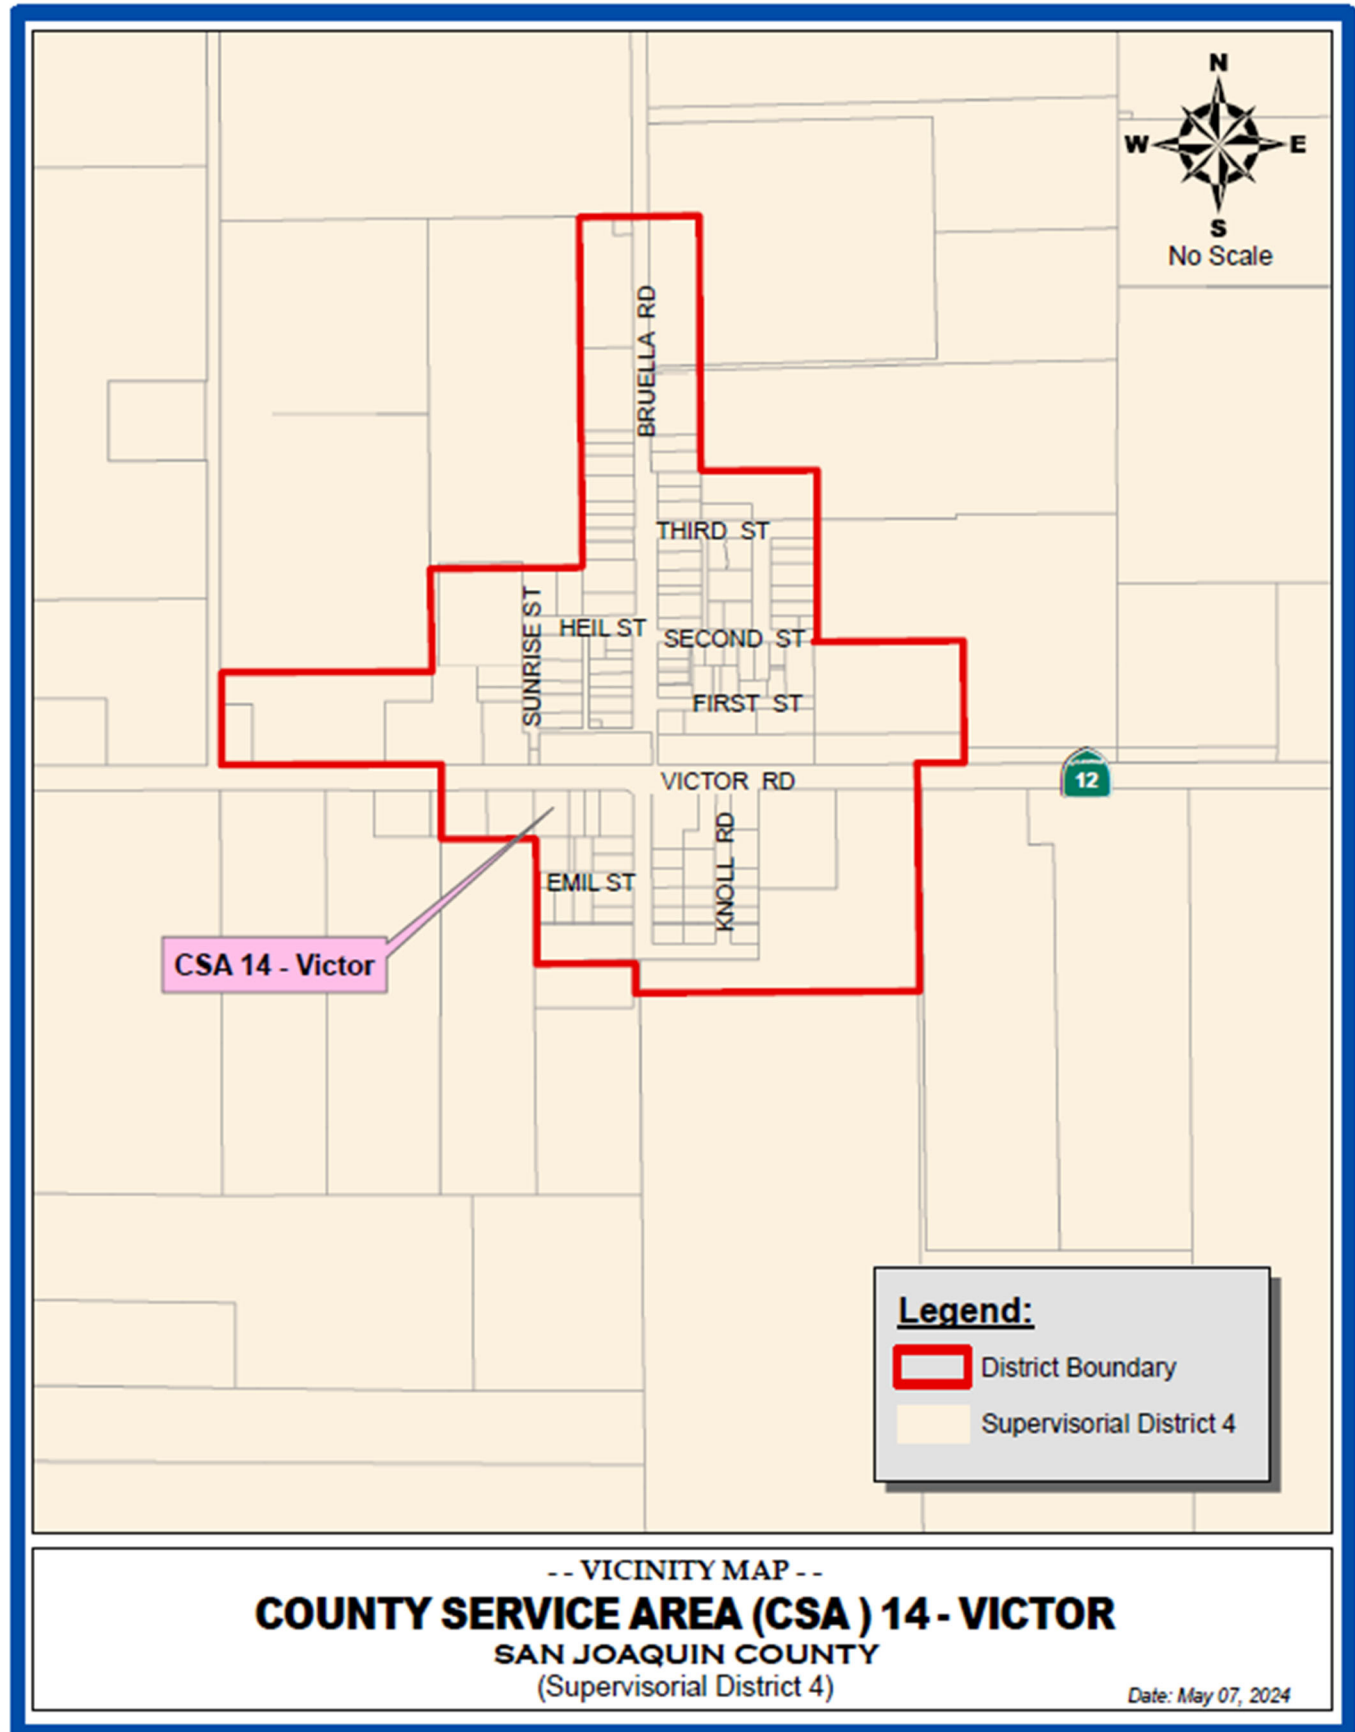 N
W E
S
No Scale
BRUELLA RD
THIRD ST
SUNRISE ST
HEIL ST
SECOND ST
FIRST ST
VICTOR RD
12
KNOLL RD
EMIL ST
CSA 14 - Victor
Legend:
District Boundary
Supervisorial District 4
- - VICINITY MAP - -
COUNTY SERVICE AREA (CSA ) 14 - VICTOR
SAN JOAQUIN COUNTY
(Supervisorial District 4)
Date: May 07, 2024